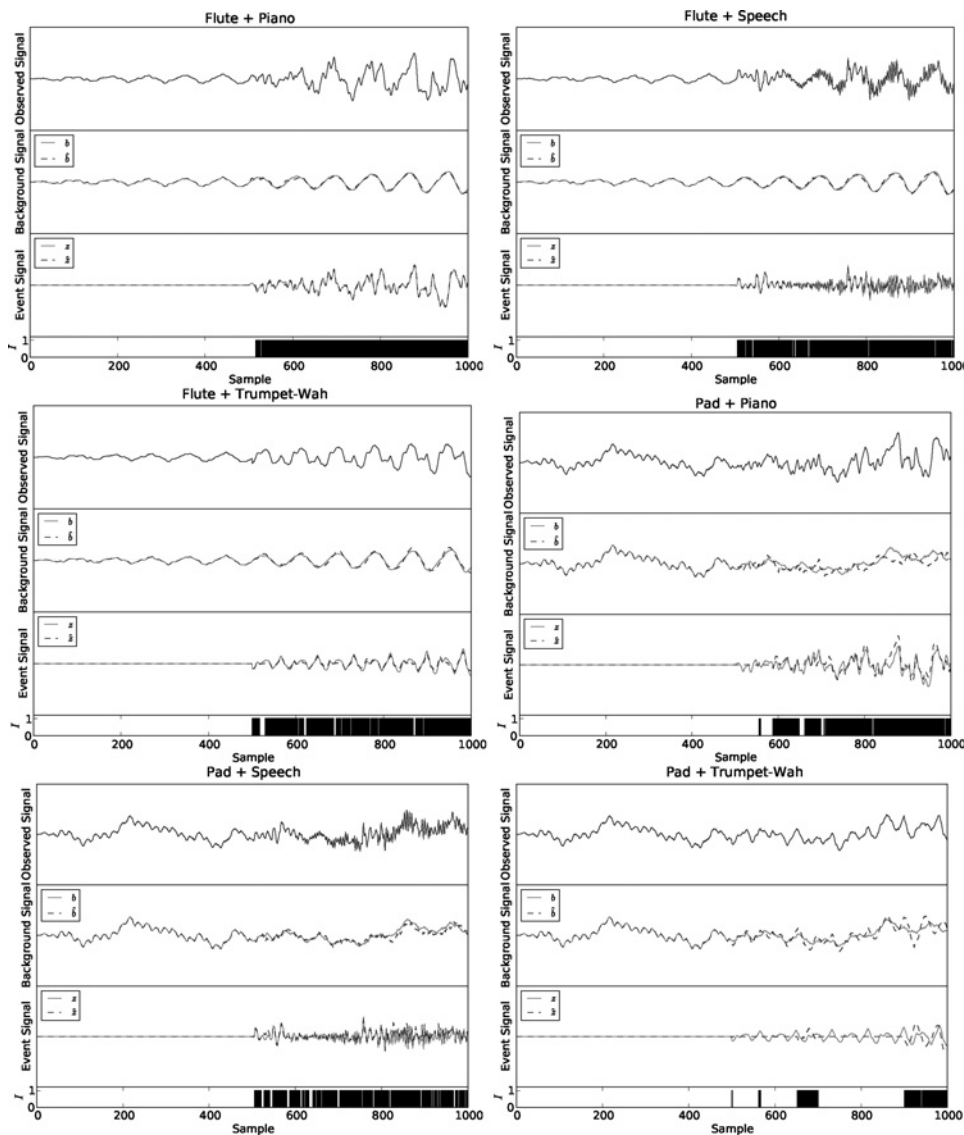 Flute + Piano
Observed Signal
Background Signal
b
b̂
Event Signal
x
x̂
I
1
0
0 200 400 600 800 1000
Sample
Flute + Speech
Observed Signal
Background Signal
b
b̂
Event Signal
x
x̂
I
1
0
0 200 400 600 800 1000
Sample
Flute + Trumpet-Wah
Observed Signal
Background Signal
b
b̂
Event Signal
x
x̂
I
1
0
0 200 400 600 800 1000
Sample
Pad + Piano
Observed Signal
Background Signal
b
b̂
Event Signal
x
x̂
I
1
0
0 200 400 600 800 1000
Sample
Pad + Speech
Observed Signal
Background Signal
b
b̂
Event Signal
x
x̂
I
1
0
0 200 400 600 800 1000
Sample
Pad + Trumpet-Wah
Observed Signal
Background Signal
b
b̂
Event Signal
x
x̂
I
1
0
0 200 400 600 800 1000
Sample